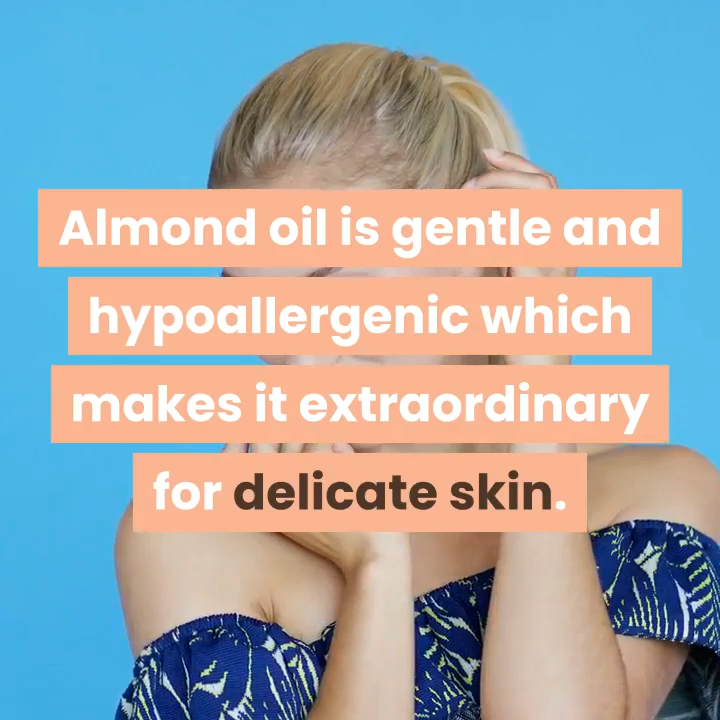 Almond oil is gentle and
hypoallergenic which
makes it extraordinary
for delicate skin.